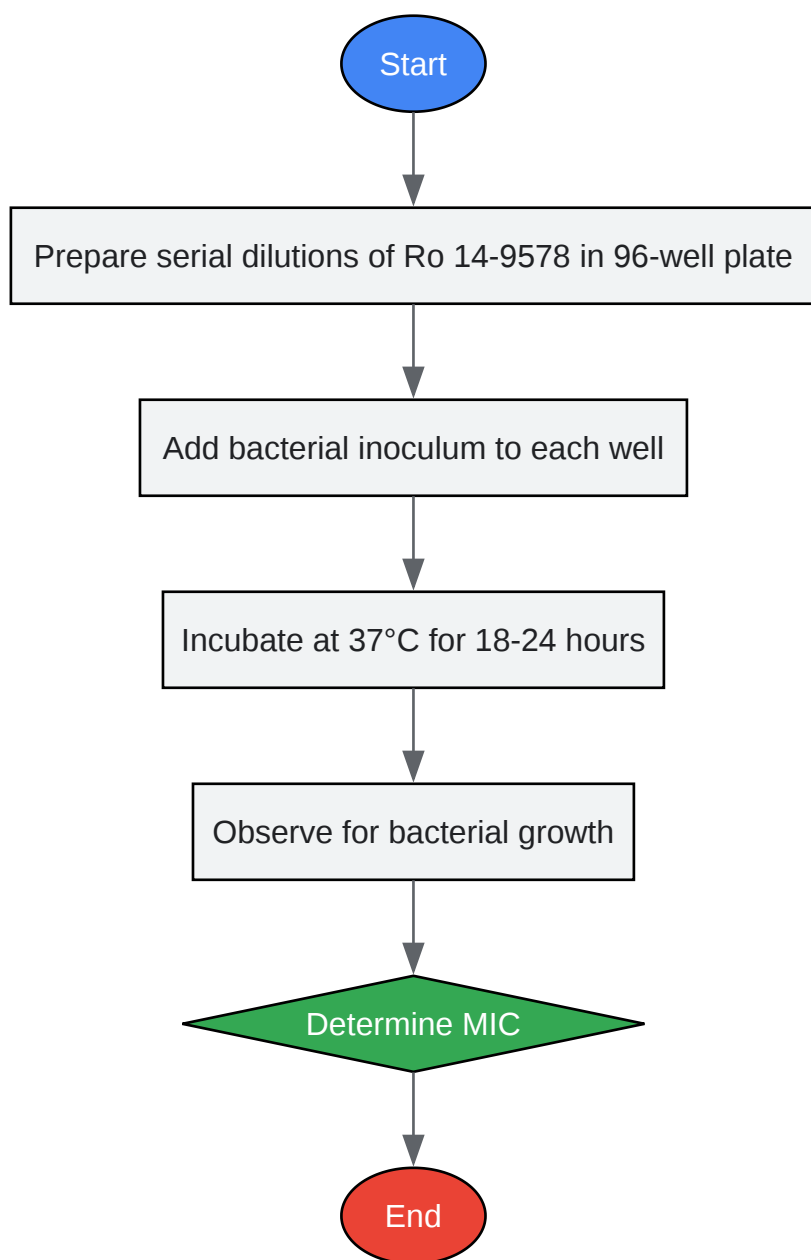 Start
Prepare serial dilutions of Ro 14-9578 in 96-well plate
Add bacterial inoculum to each well
Incubate at 37°C for 18-24 hours
Observe for bacterial growth
Determine MIC
End